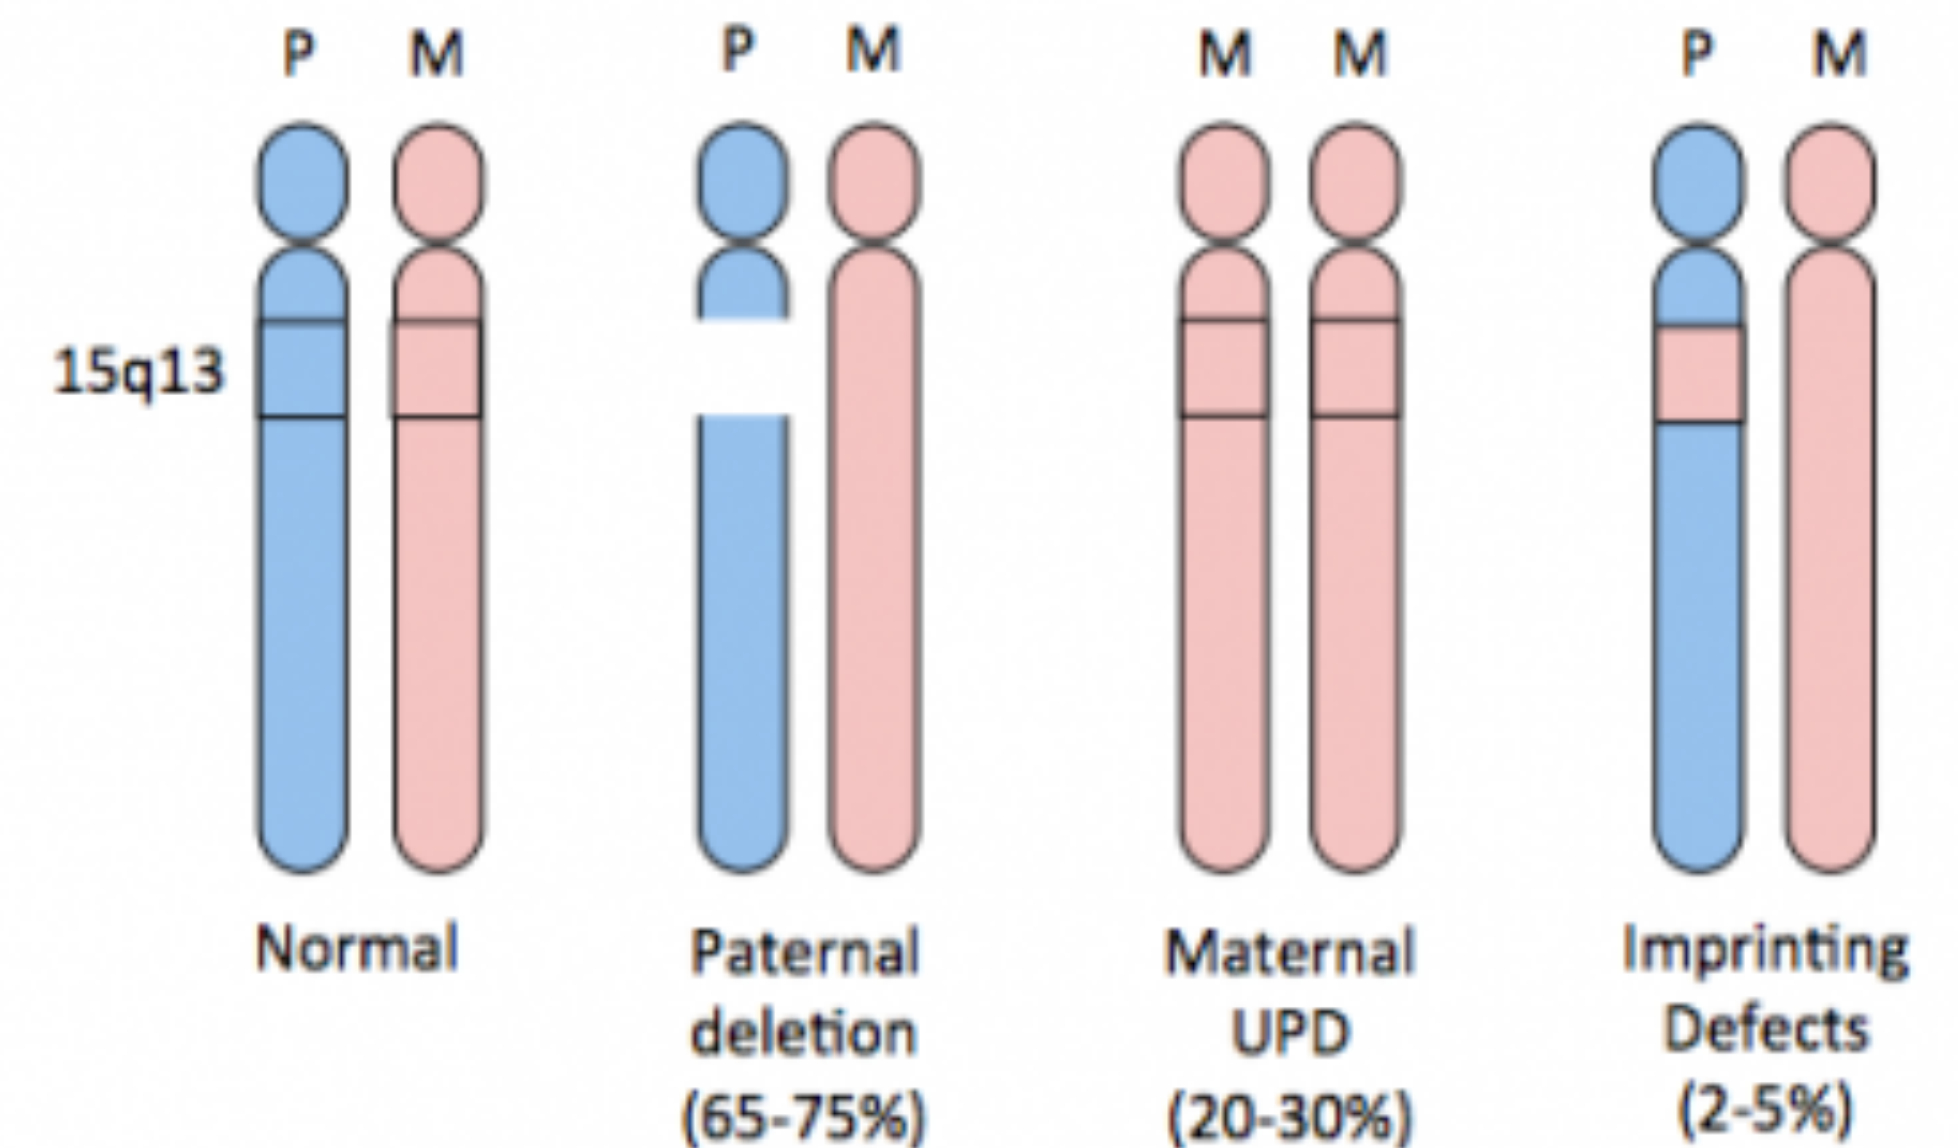 P M P M M M P M
15q13
Normal
Paternal
deletion
(65-75%)
Maternal
UPD
(20-30%)
Imprinting
Defects
(2-5%)